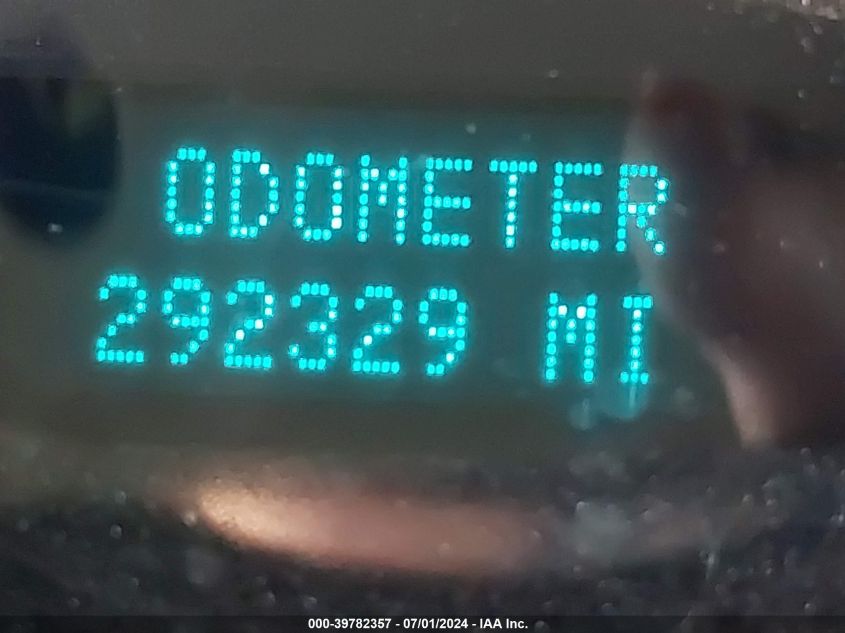 ODOMETER
292329 MI
000-39782357 - 07/01/2024 - IAA Inc.